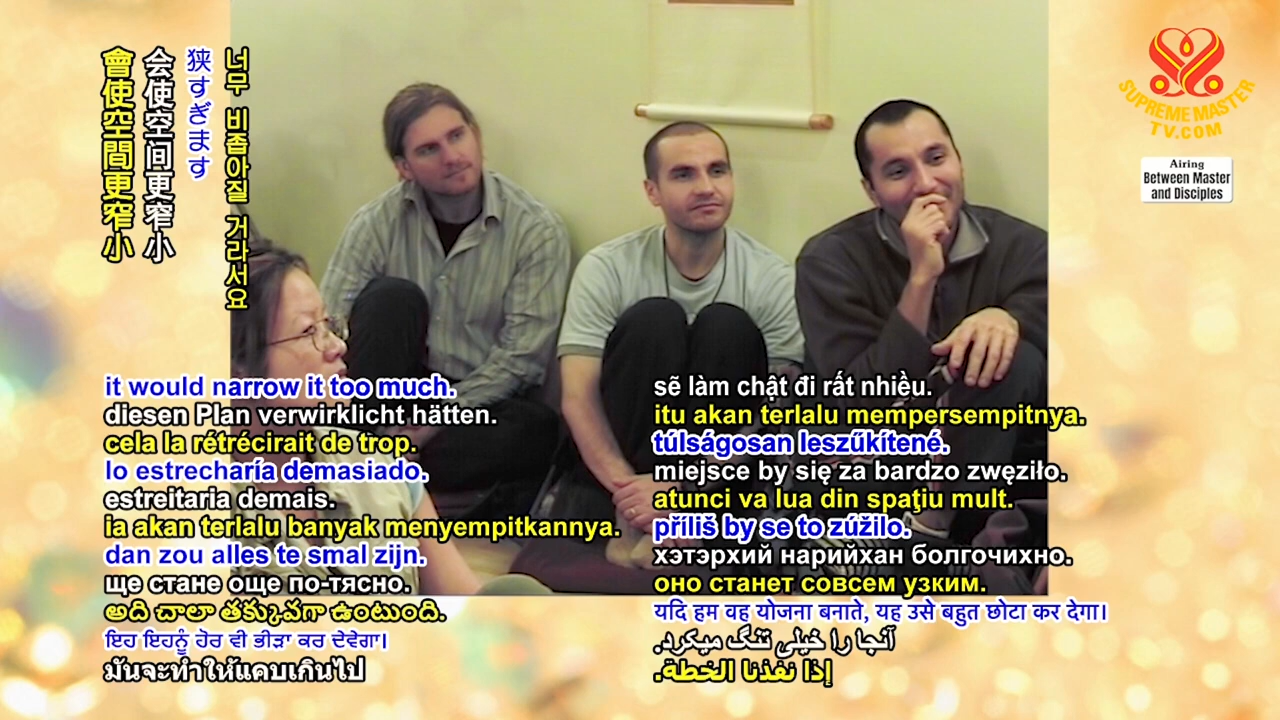 會使空間更窄小
会使空间更窄小
狭すぎます
너무 비좁아질 거라서요
SUPREME MASTER
TV.COM
Airing
Between Master
and Disciples
it would narrow it too much.
diesen Plan verwirklicht hätten.
cela la rétrécirait de trop.
lo estrecharía demasiado.
estreitaria demais.
ia akan terlalu banyak menyempitkannya.
dan zou alles te smal zijn.
ще стане още по-тясно.
అది చాలా తక్కువగా ఉంటుంది.
ਇਹ ਇਹਨੂੰ ਹੋਰ ਵੀ ਭੀੜਾ ਕਰ ਦੇਵੇਗਾ।
มันจะทำให้แคบเกินไป
sẽ làm chật đi rất nhiều.
itu akan terlalu mempersempitnya.
túlságosan leszűkítené.
miejsce by się za bardzo zwęziło.
atunci va lua din spaţiu mult.
příliš by se to zúžilo.
хэтэрхий нарийхан болгочихно.
оно станет совсем узким.
यदि हम वह योजना बनाते, यह उसे बहुत छोटा कर देगा।
آنجا را خیلی تنگ میکرد.
إذا نفذنا الخطة.